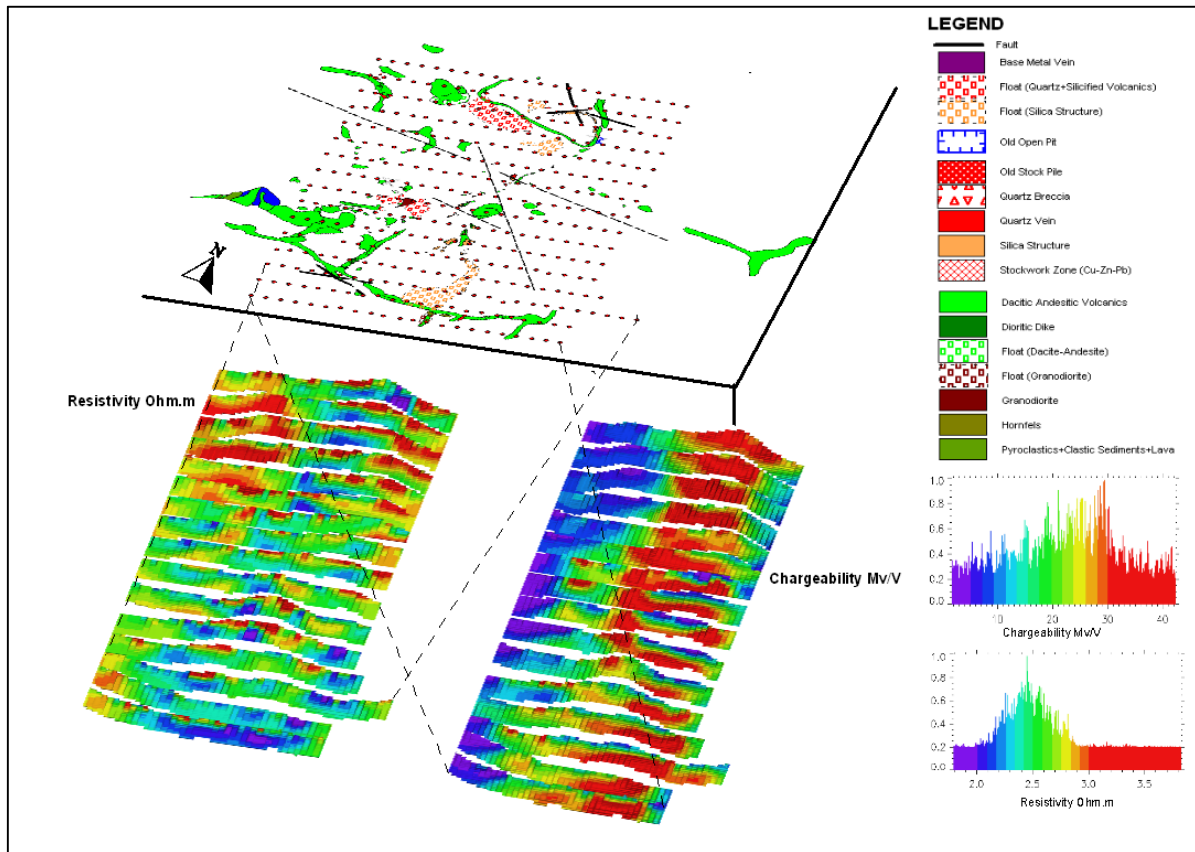 LEGEND
Fault
Base Metal Vein
Float (Quartz+Silicified Volcanics)
Float (Silica Structure)
Old Open Pit
Old Stock Pile
Quartz Breccia
Quartz Vein
Silica Structure
Stockwork Zone (Cu-Zn-Pb)
Dacitic Andesitic Volcanics
Dioritic Dike
Float (Dacite-Andesite)
Float (Granodiorite)
Granodiorite
Hornfels
Pyroclastics+Clastic Sediments+Lava
N
Resistivity Ohm.m
Chargeability Mv/V
1.0
0.8
0.6
0.4
0.2
0.0
10 20 30 40
Chargeability Mv/V
1.0
0.8
0.6
0.4
0.2
0.0
2.0 2.5 3.0 3.5
Resistivity Ohm.m